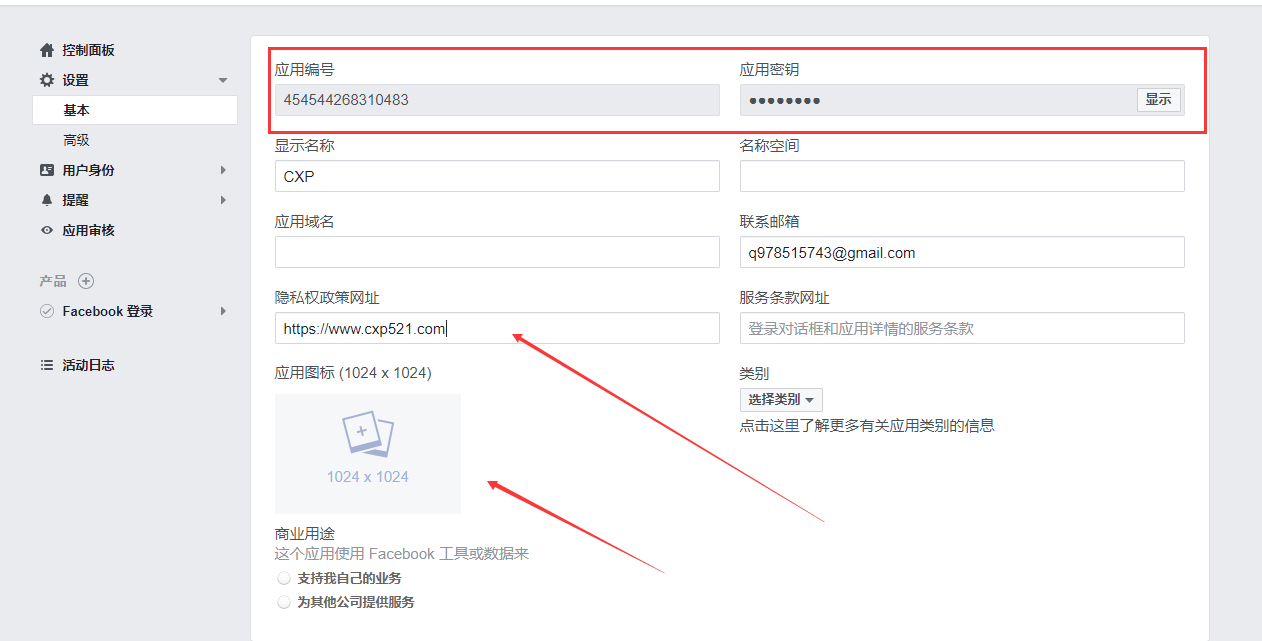 控制面板
设置
基本
高级
用户身份
提醒
应用审核
产品
Facebook 登录
活动日志
应用编号
454544268310483
应用密钥
显示
显示名称
CXP
名称空间
应用域名
联系邮箱
q978515743@gmail.com
隐私权政策网址
https://www.cxp521.com
服务条款网址
登录对话框和应用详情的服务条款
应用图标 (1024 x 1024)
1024 x 1024
类别
选择类别
点击这里了解更多有关应用类别的信息
商业用途
这个应用使用 Facebook 工具或数据来
支持我自己的业务
为其他公司提供服务